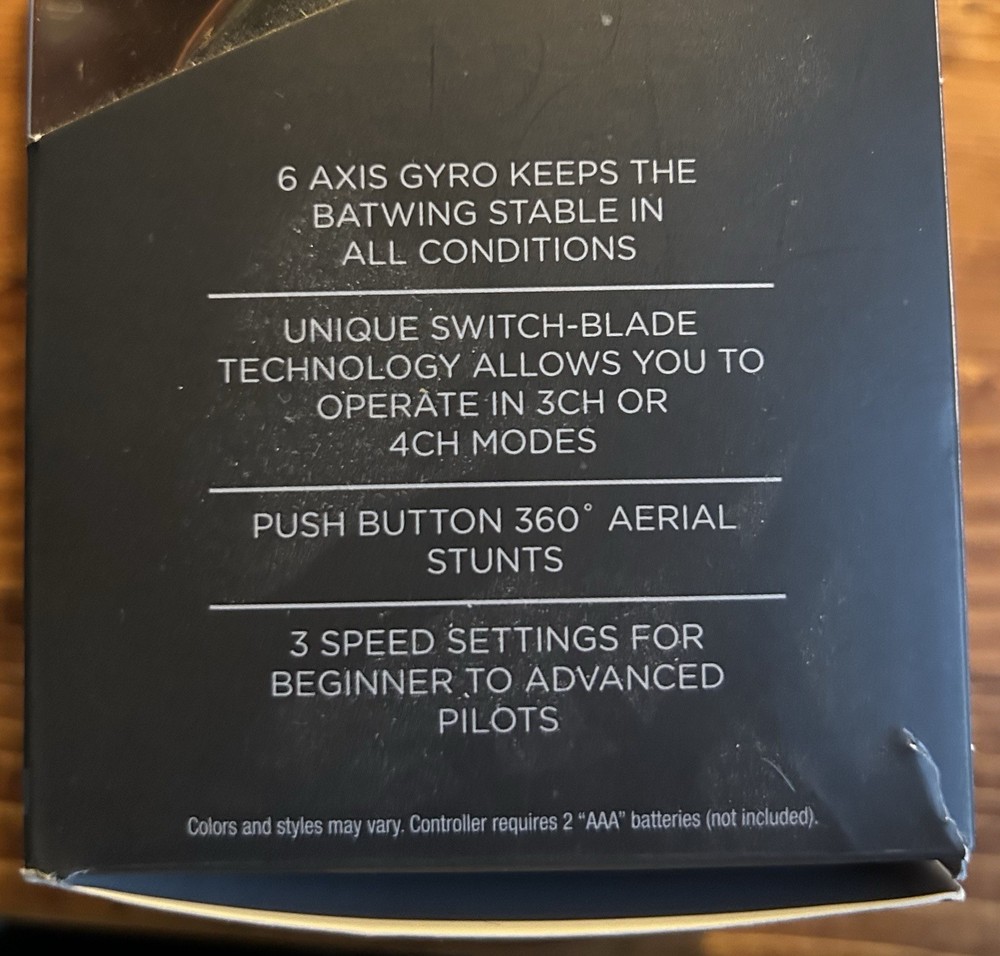 6 AXIS GYRO KEEPS THE
BATWING STABLE IN
ALL CONDITIONS
UNIQUE SWITCH-BLADE
TECHNOLOGY ALLOWS YOU TO
OPERATE IN 3CH OR
4CH MODES
PUSH BUTTON 360° AERIAL
STUNTS
3 SPEED SETTINGS FOR
BEGINNER TO ADVANCED
PILOTS
Colors and styles may vary. Controller requires 2 “AAA” batteries (not included).